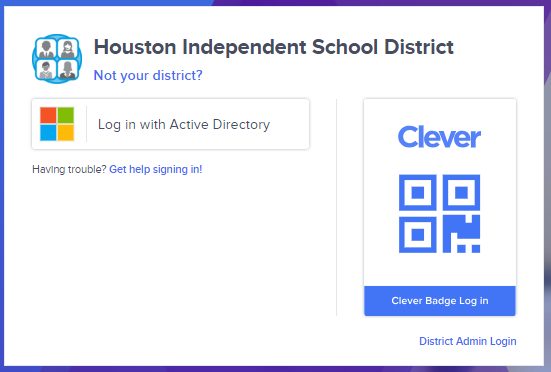 Houston Independent School District
Not your district?
Log in with Active Directory
Having trouble? Get help signing in!
Clever
Clever Badge Log in
District Admin Login